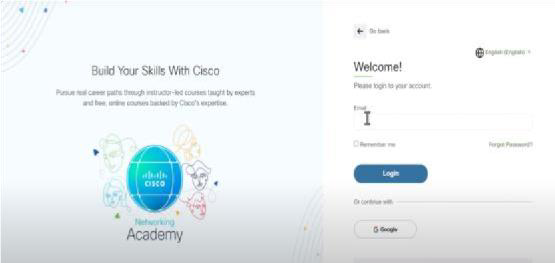 Build Your Skills With Cisco
Pursue real career paths through instructor-led courses taught by experts
and free, online courses backed by Cisco's expertise.
CISCO
Networking
Academy
Go back
English (English)
Welcome!
Please login to your account.
Email
Remember me
Forgot Password?
Login
Or continue with
Google